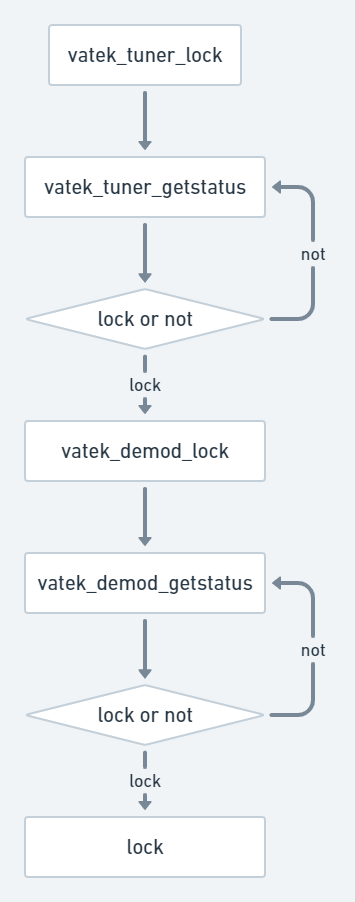 vatek_tuner_lock
vatek_tuner_getstatus
not
lock or not
lock
vatek_demod_lock
vatek_demod_getstatus
not
lock or not
lock
lock